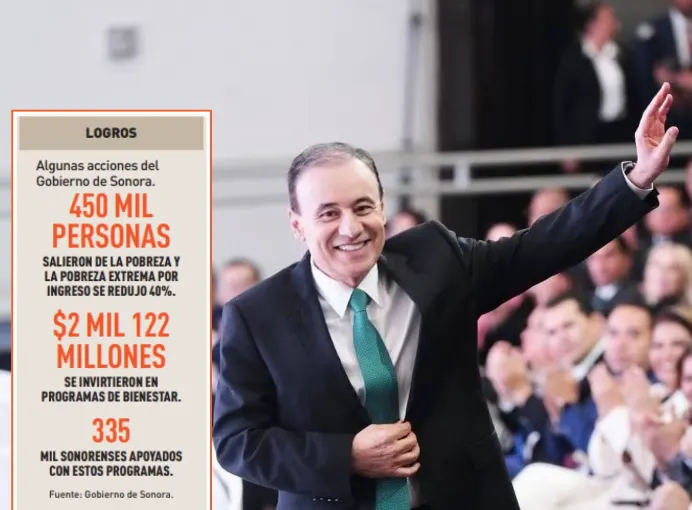 LOGROS
Algunas acciones del
Gobierno de Sonora.
450 MIL
PERSONAS
SALIERON DE LA POBREZA Y
LA POBREZA EXTREMA POR
INGRESO SE REDUJO 40%.
$2 MIL 122
MILLONES
SE INVIRTIERON EN
PROGRAMAS DE BIENESTAR.
335
MIL SONORENSES APOYADOS
CON ESTOS PROGRAMAS.
Fuente: Gobierno de Sonora.